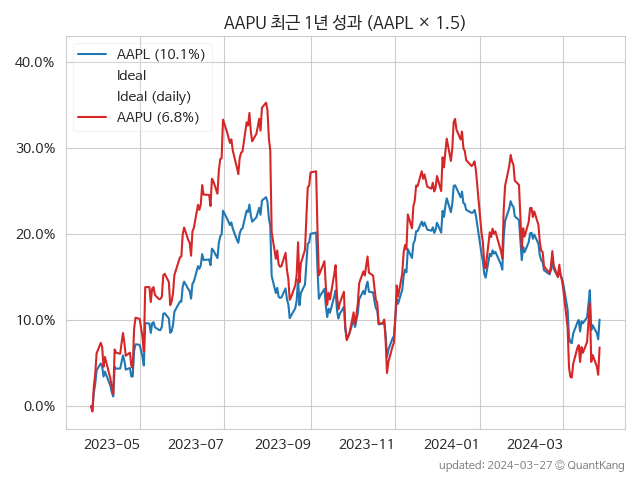 AAPU 최근 1년 성과 (AAPL × 1.5)
AAPL (10.1%)
Ideal
Ideal (daily)
AAPU (6.8%)
40.0%
30.0%
20.0%
10.0%
0.0%
2023-05 2023-07 2023-09 2023-11 2024-01 2024-03
updated: 2024-03-27 © QuantKang